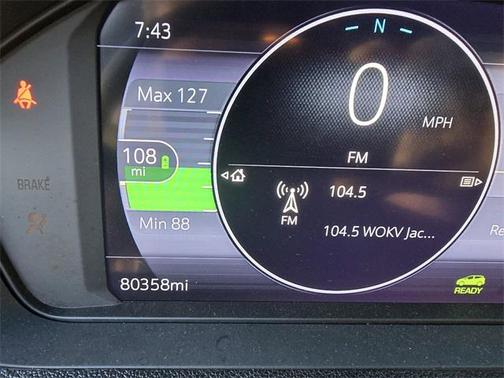 7:43
N
Max 127
0
MPH
108
mi
FM
BRAKE
104.5
FM
Min 88
104.5 WOKV Jac...
Re
80358mi
READY